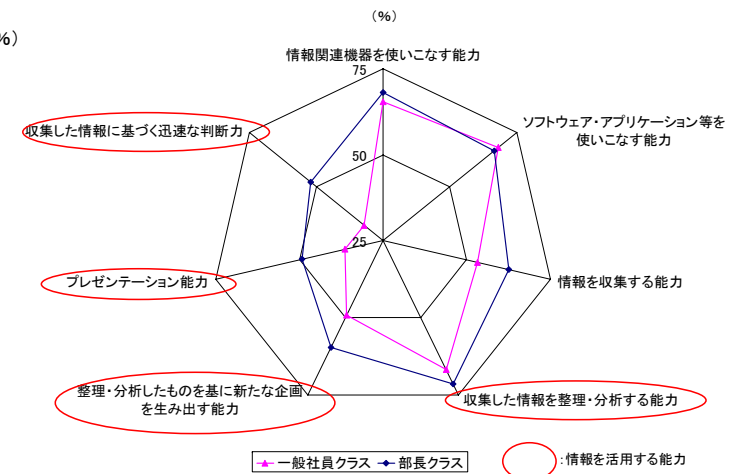 （%）
%）
情報関連機器を使いこなす能力
75
ソフトウェア・アプリケーション等を
使いこなす能力
収集した情報に基づく迅速な判断力
50
25
プレゼンテーション能力
情報を収集する能力
整理・分析したものを基に新たな企画
を生み出す能力
収集した情報を整理・分析する能力
一般社員クラス
部長クラス
：情報を活用する能力